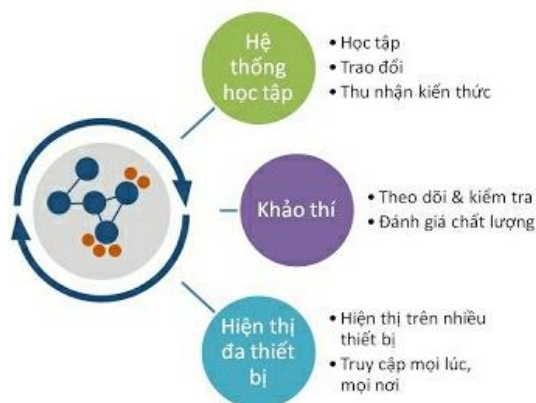 Hệ
thống
học tập
• Học tập
• Trao đổi
• Thu nhận kiến thức
Khảo thí
• Theo dõi & kiểm tra
• Đánh giá chất lượng
Hiện thị
đa thiết
bị
• Hiện thị trên nhiều
thiết bị
• Truy cập mọi lúc,
mọi nơi